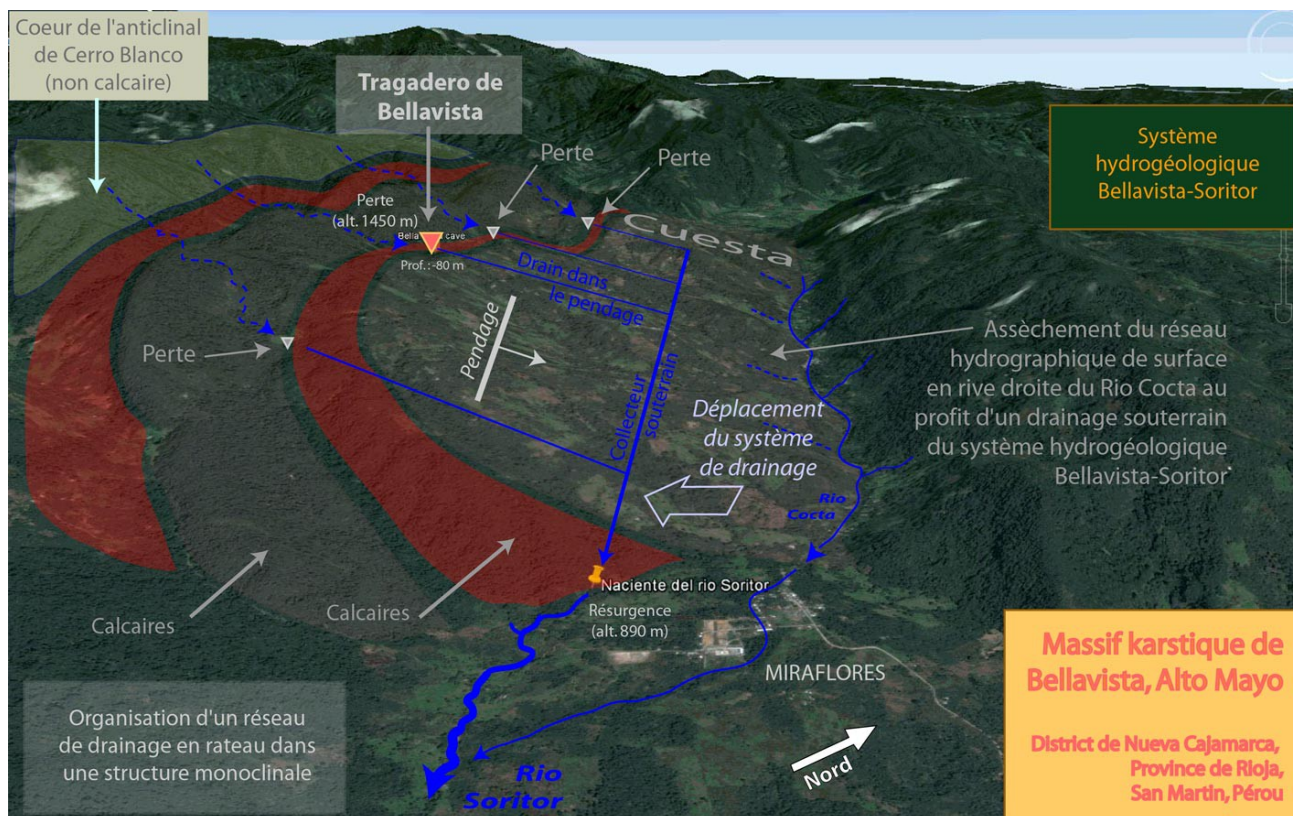 Coeur de l'anticlinal
de Cerro Blanco
(non calcaire)
Tragadero de
Bellavista
Perte
Perte
Système
hydrogéologique
Bellavista-Soritor
Perte
(alt. 1450 m)
cave
Prof.: -80 m
Cuesta
Drain dans
le pendage
Pendage
Perte
Collecteur
souterrain
Assèchement du réseau
hydrographique de surface
en rive droite du Rio Cocta au
profit d'un drainage souterrain
du système hydrogéologique
Bellavista-Soritor
Déplacement
du système
de drainage
Rio
Cocta
Naciente del rio Soritor
Résurgence
(alt. 890 m)
Calcaires
Calcaires
MIRAFLORES
Massif karstique de
Bellavista, Alto Mayo
District de Nueva Cajamarca,
Province de Rioja,
San Martin, Pérou
Organisation d'un réseau
de drainage en rateau dans
une structure monoclinale
Rio
Soritor
Nord